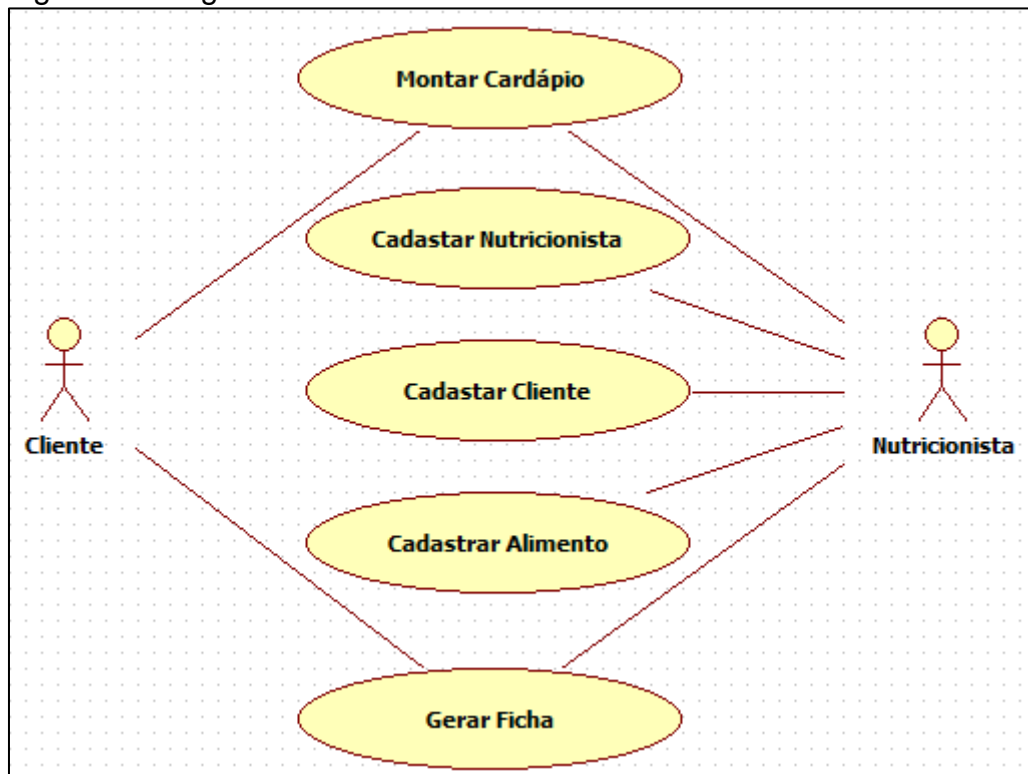 Montar Cardápio
Cadastar Nutricionista
Cadastar Cliente
Cliente
Nutricionista
Cadastrar Alimento
Gerar Ficha